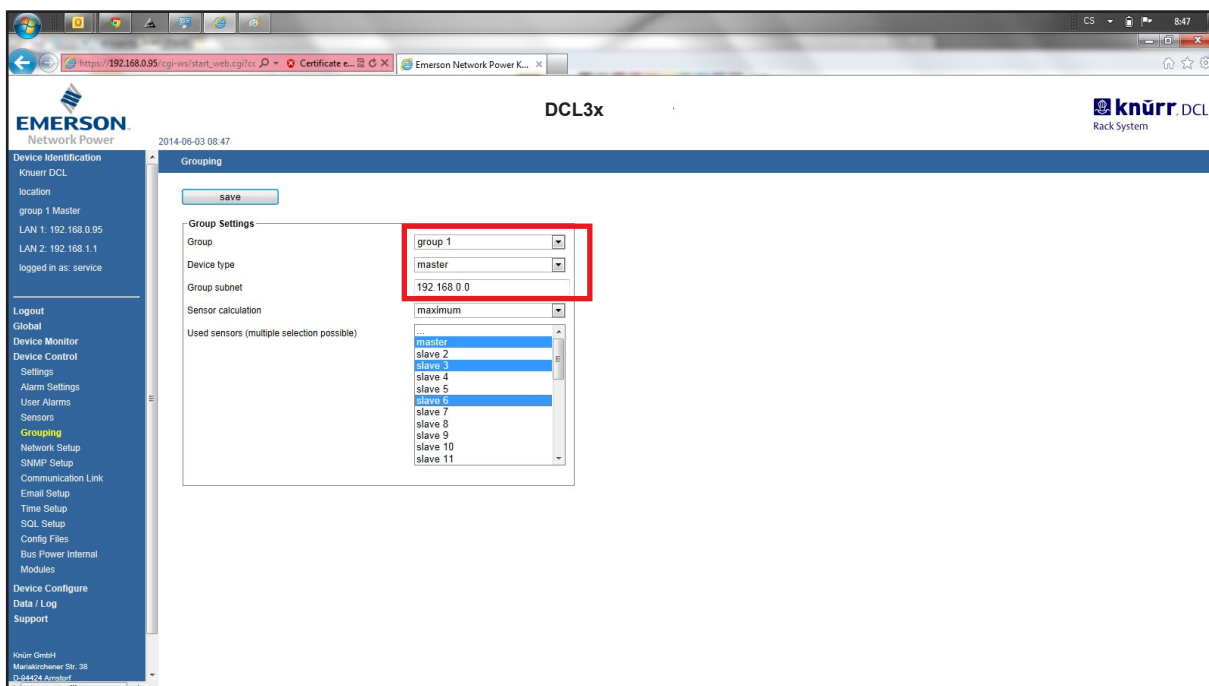 CS 8:47
https://192.168.0.95/cgi-ws/start_web.cgi?cc Certificate e... Emerson Network Power K...
EMERSON
Network Power
DCL3x
knürr DCL
Rack System
2014-06-03 08:47
Device Identification
Knuerr DCL
location
group 1 Master
LAN 1: 192.168.0.95
LAN 2: 192.168.1.1
logged in as: service
Logout
Global
Device Monitor
Device Control
Settings
Alarm Settings
User Alarms
Sensors
Grouping
Network Setup
SNMP Setup
Communication Link
Email Setup
Time Setup
SQL Setup
Config Files
Bus Power Internal
Modules
Device Configure
Data / Log
Support
Knürr GmbH
Mariakirchener Str. 38
D-94424 Arnstorf
Grouping
save
Group Settings
Group group 1
Device type master
Group subnet 192.168.0.0
Sensor calculation maximum
Used sensors (multiple selection possible)
...
master
slave 2
slave 3
slave 4
slave 5
slave 6
slave 7
slave 8
slave 9
slave 10
slave 11